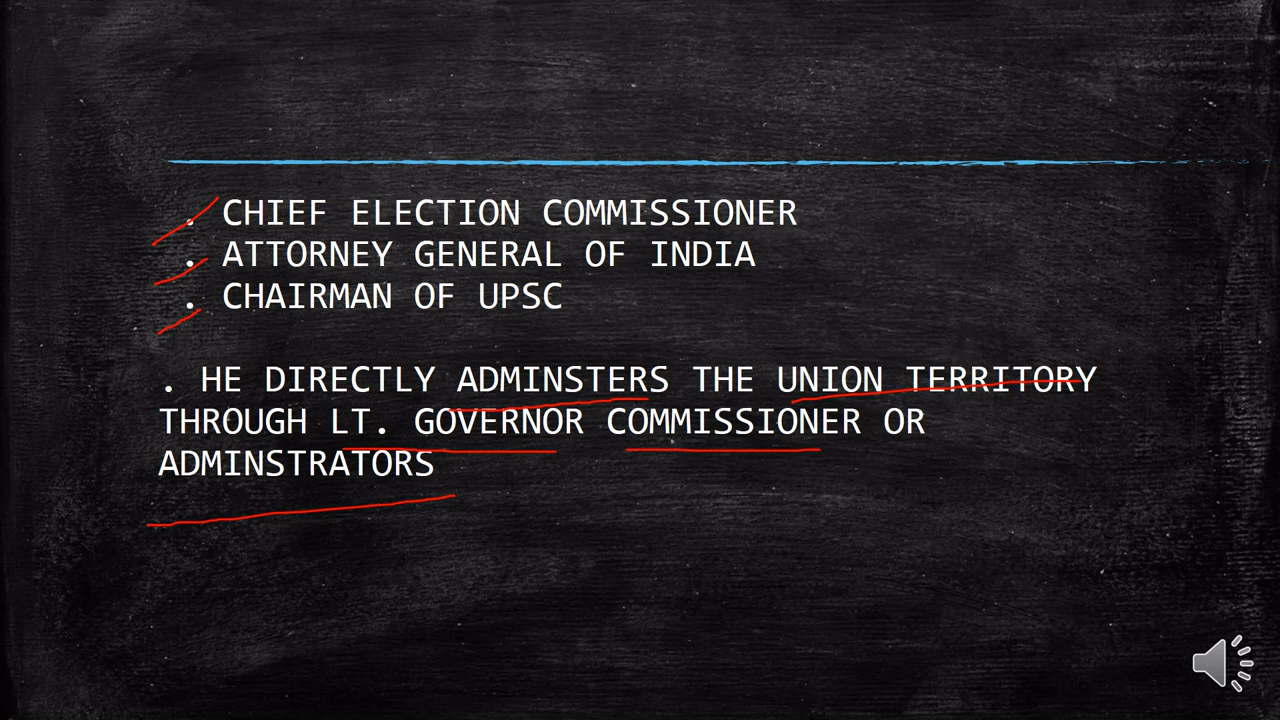 . CHIEF ELECTION COMMISSIONER
. ATTORNEY GENERAL OF INDIA
. CHAIRMAN OF UPSC
. HE DIRECTLY ADMINSTERS THE UNION TERRITORY
THROUGH LT. GOVERNOR COMMISSIONER OR
ADMINSTRATORS